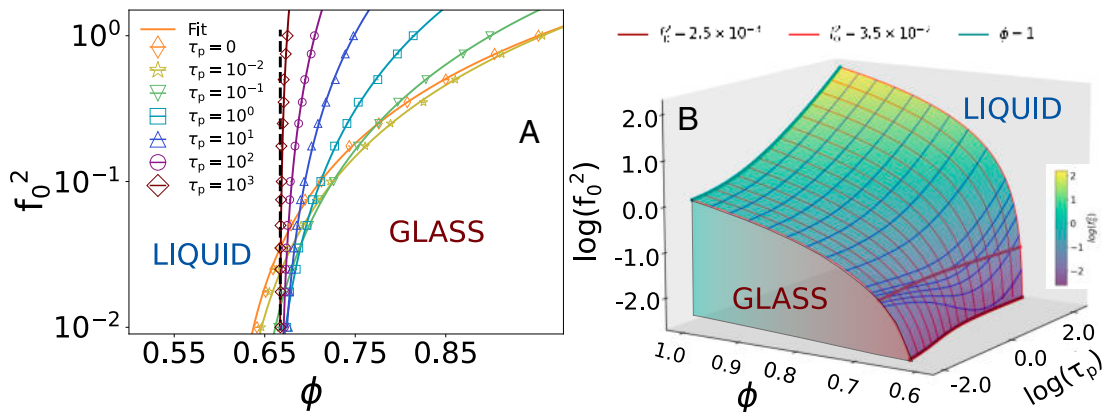 f₀²
10⁰
10⁻¹
10⁻²
Fit
τₚ = 0
τₚ = 10⁻²
τₚ = 10⁻¹
τₚ = 10⁰
τₚ = 10¹
τₚ = 10²
τₚ = 10³
A
LIQUID
GLASS
0.55
0.65
0.75
0.85
ϕ
ϕ = 1
B
LIQUID
GLASS
log(f₀²)
2.0
1.0
0.0
-1.0
-2.0
2
1
0
-1
-2
1.0
0.9
0.8
0.7
0.6
ϕ
-2.0
0.0
2.0
log(τₚ)